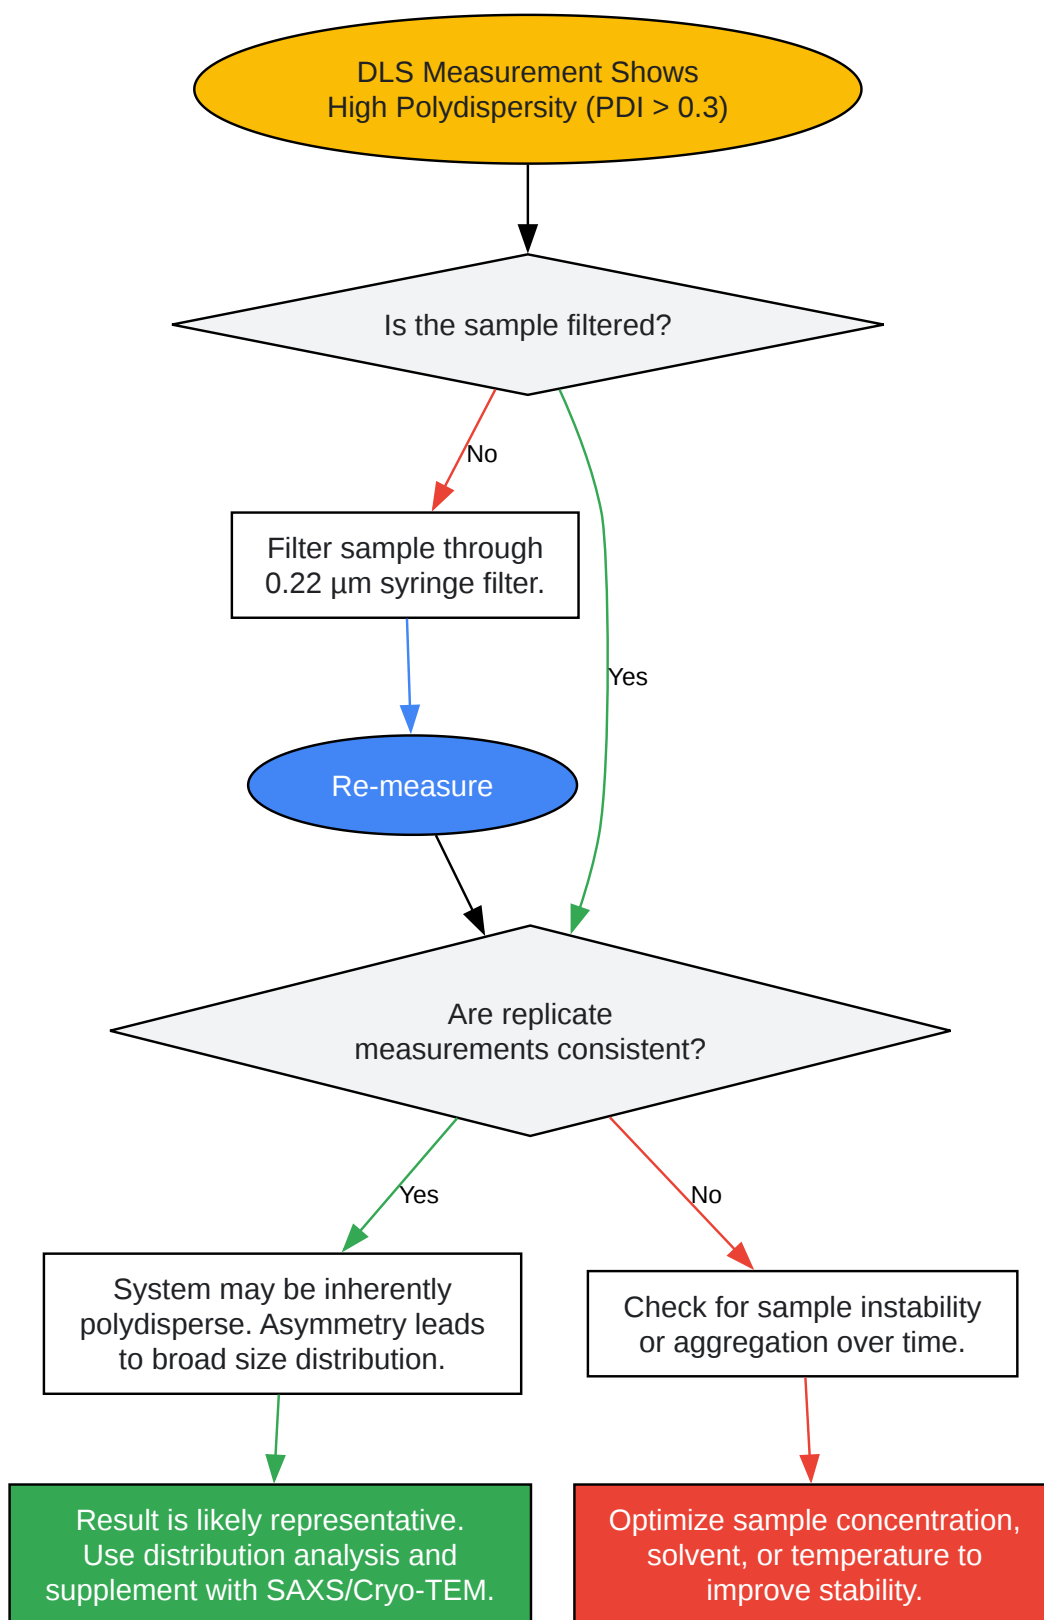 DLS Measurement Shows
High Polydispersity (PDI > 0.3)
Is the sample filtered?
No
Filter sample through
0.22 µm syringe filter.
Yes
Re-measure
Are replicate
measurements consistent?
Yes
No
System may be inherently
polydisperse. Asymmetry leads
to broad size distribution.
Check for sample instability
or aggregation over time.
Result is likely representative.
Use distribution analysis and
supplement with SAXS/Cryo-TEM.
Optimize sample concentration,
solvent, or temperature to
improve stability.